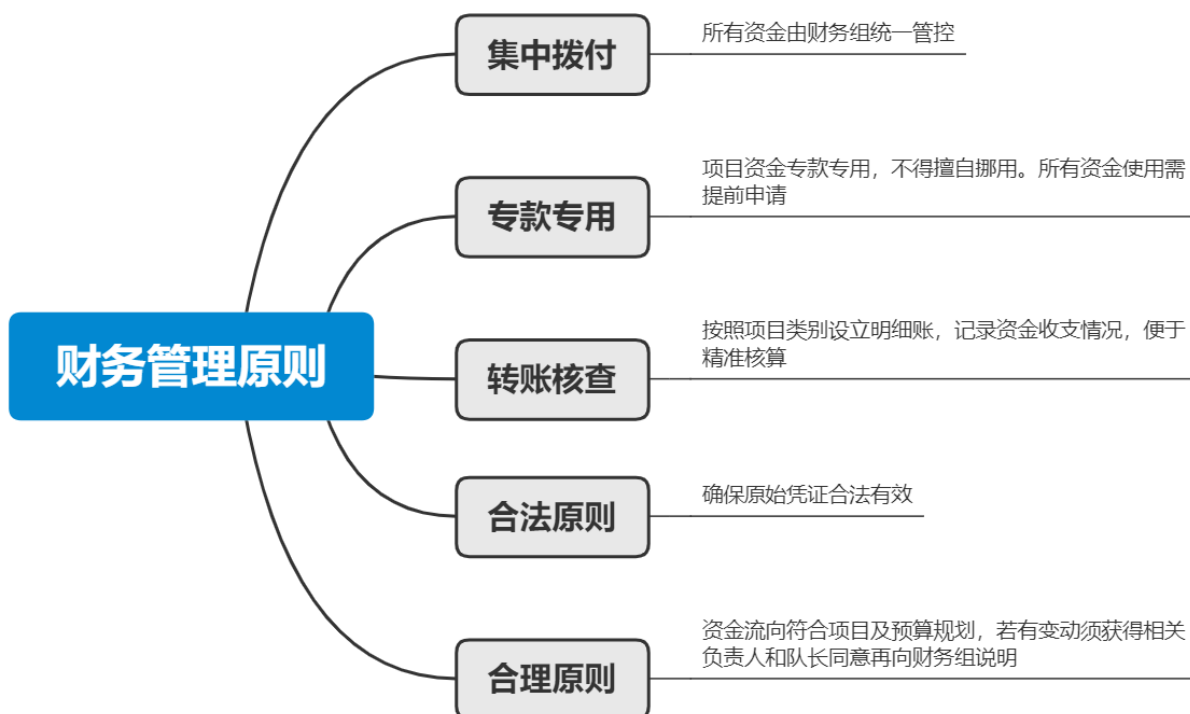 集中拨付
所有资金由财务组统一管控
专款专用
项目资金专款专用，不得擅自挪用。所有资金使用需
提前申请
财务管理原则
转账核查
按照项目类别设立明细账，记录资金收支情况，便于
精准核算
合法原则
确保原始凭证合法有效
合理原则
资金流向符合项目及预算规划，若有变动须获得相关
负责人和队长同意再向财务组说明